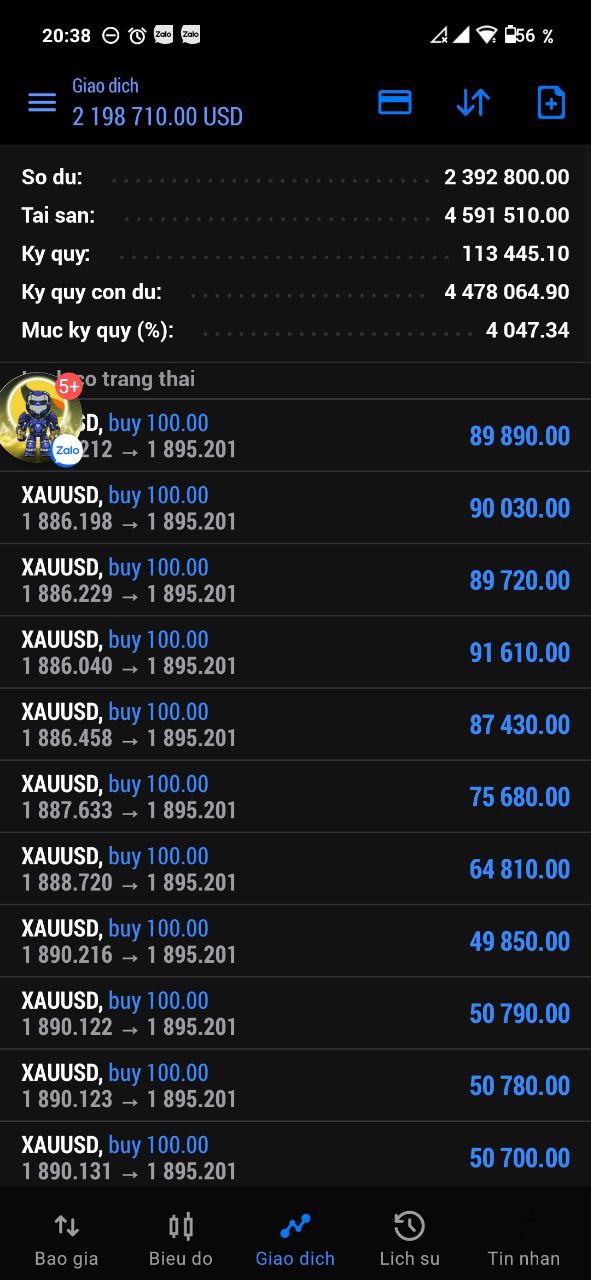 20:38 Zalo Zalo 56 %
Giao dich
2 198 710.00 USD
So du: 2 392 800.00
Tai san: 4 591 510.00
Ky quy: 113 445.10
Ky quy con du: 4 478 064.90
Muc ky quy (%): 4 047.34
co trang thai
5+
Zalo
D, buy 100.00
212 → 1 895.201
89 890.00
XAUUSD, buy 100.00
1 886.198 → 1 895.201
90 030.00
XAUUSD, buy 100.00
1 886.229 → 1 895.201
89 720.00
XAUUSD, buy 100.00
1 886.040 → 1 895.201
91 610.00
XAUUSD, buy 100.00
1 886.458 → 1 895.201
87 430.00
XAUUSD, buy 100.00
1 887.633 → 1 895.201
75 680.00
XAUUSD, buy 100.00
1 888.720 → 1 895.201
64 810.00
XAUUSD, buy 100.00
1 890.216 → 1 895.201
49 850.00
XAUUSD, buy 100.00
1 890.122 → 1 895.201
50 790.00
XAUUSD, buy 100.00
1 890.123 → 1 895.201
50 780.00
XAUUSD, buy 100.00
1 890.131 → 1 895.201
50 700.00
Bao gia Bieu do Giao dich Lich su Tin nhan